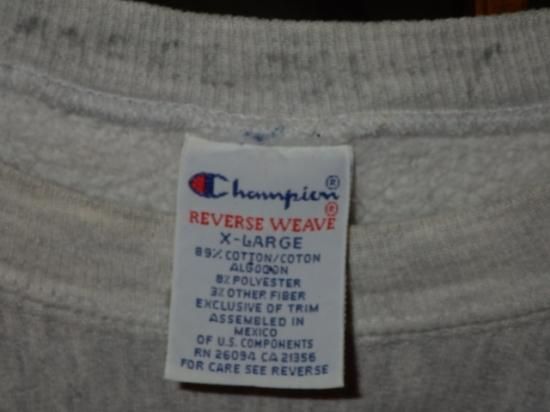 Champion®
REVERSE WEAVE®
X-LARGE
89% COTTON/COTON
ALGODON
8% POLYESTER
3% OTHER FIBER
EXCLUSIVE OF TRIM
ASSEMBLED IN
MEXICO
OF U.S. COMPONENTS
RN 26094 CA 21356
FOR CARE SEE REVERSE